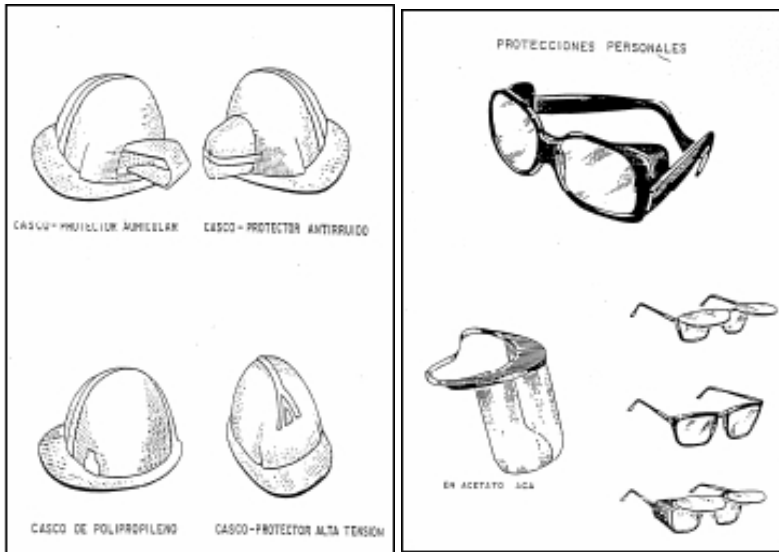 CASCO-PROTECTOR AURICULAR
CASCO-PROTECTOR ANTIRRUIDO
CASCO DE POLIPROPILENO
CASCO-PROTECTOR ALTA TENSION
PROTECCIONES PERSONALES
EN ACETATO